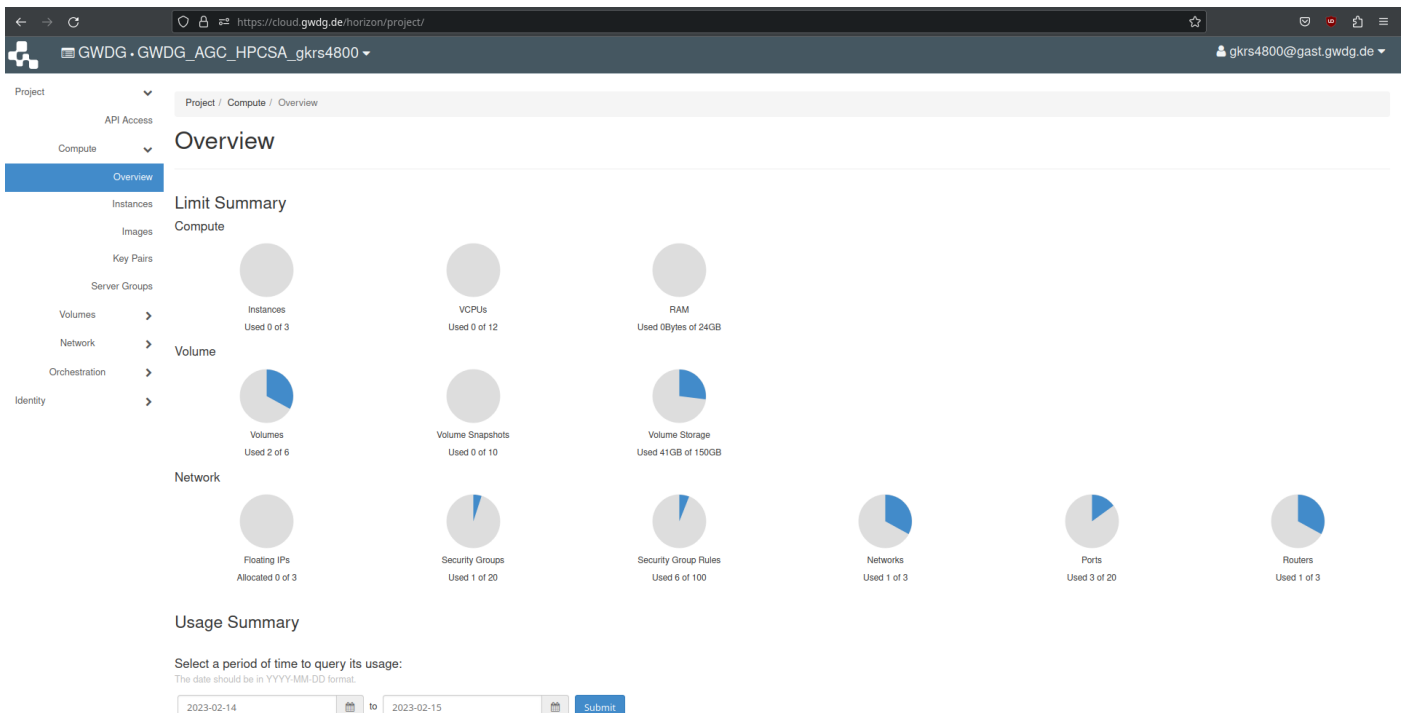 https://cloud.gwdg.de/horizon/project/
GWDG • GWDG_AGC_HPCSA_gkrs4800
gkrs4800@gast.gwdg.de
Project
API Access
Compute
Overview
Instances
Images
Key Pairs
Server Groups
Volumes
Network
Orchestration
Identity
Project / Compute / Overview
Overview
Limit Summary
Compute
Instances VCPUs RAM
Used 0 of 3 Used 0 of 12 Used 0Bytes of 24GB
Volume
Volumes Volume Snapshots Volume Storage
Used 2 of 6 Used 0 of 10 Used 41GB of 150GB
Network
Floating IPs Security Groups Security Group Rules Networks Ports Routers
Allocated 0 of 3 Used 1 of 20 Used 6 of 100 Used 1 of 3 Used 3 of 20 Used 1 of 3
Usage Summary
Select a period of time to query its usage:
The date should be in YYYY-MM-DD format.
2023-02-14 to 2023-02-15 Submit